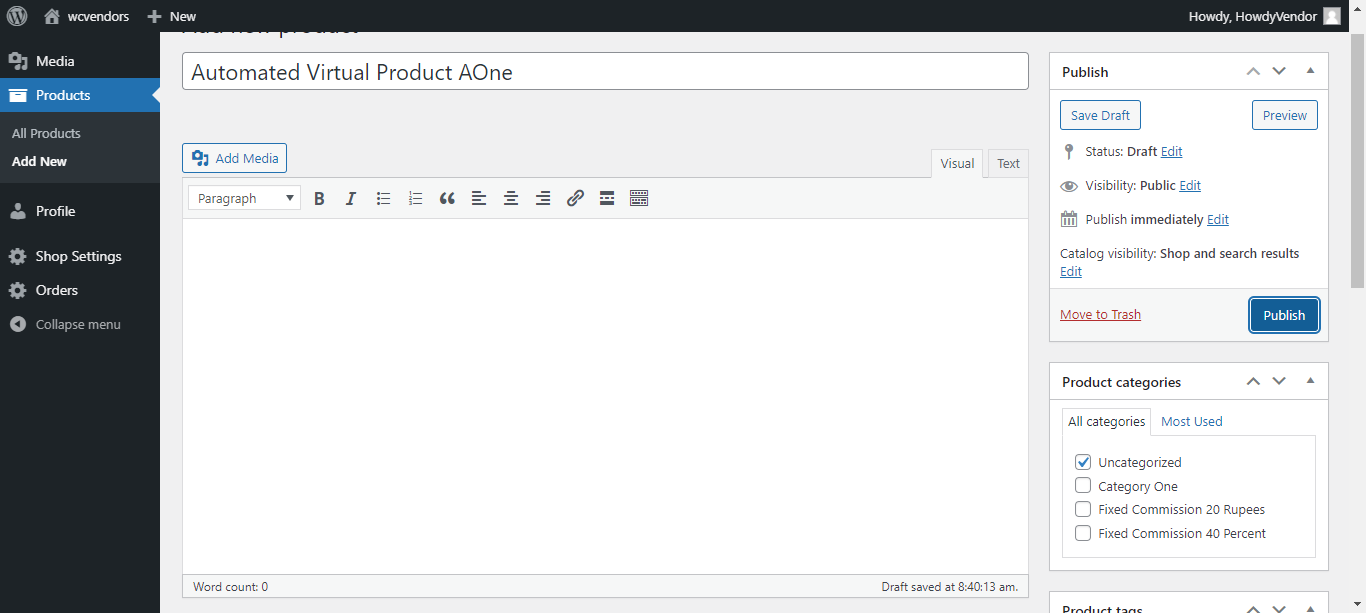 wcvendors
New
Howdy, HowdyVendor
Media
Products
All Products
Add New
Profile
Shop Settings
Orders
Collapse menu
Add new product
Automated Virtual Product AOne
Add Media
Visual
Text
Paragraph
B
I
Word count: 0
Draft saved at 8:40:13 am.
Publish
Save Draft
Preview
Status: Draft Edit
Visibility: Public Edit
Publish immediately Edit
Catalog visibility: Shop and search results
Edit
Move to Trash
Publish
Product categories
All categories
Most Used
Uncategorized
Category One
Fixed Commission 20 Rupees
Fixed Commission 40 Percent
Product tags